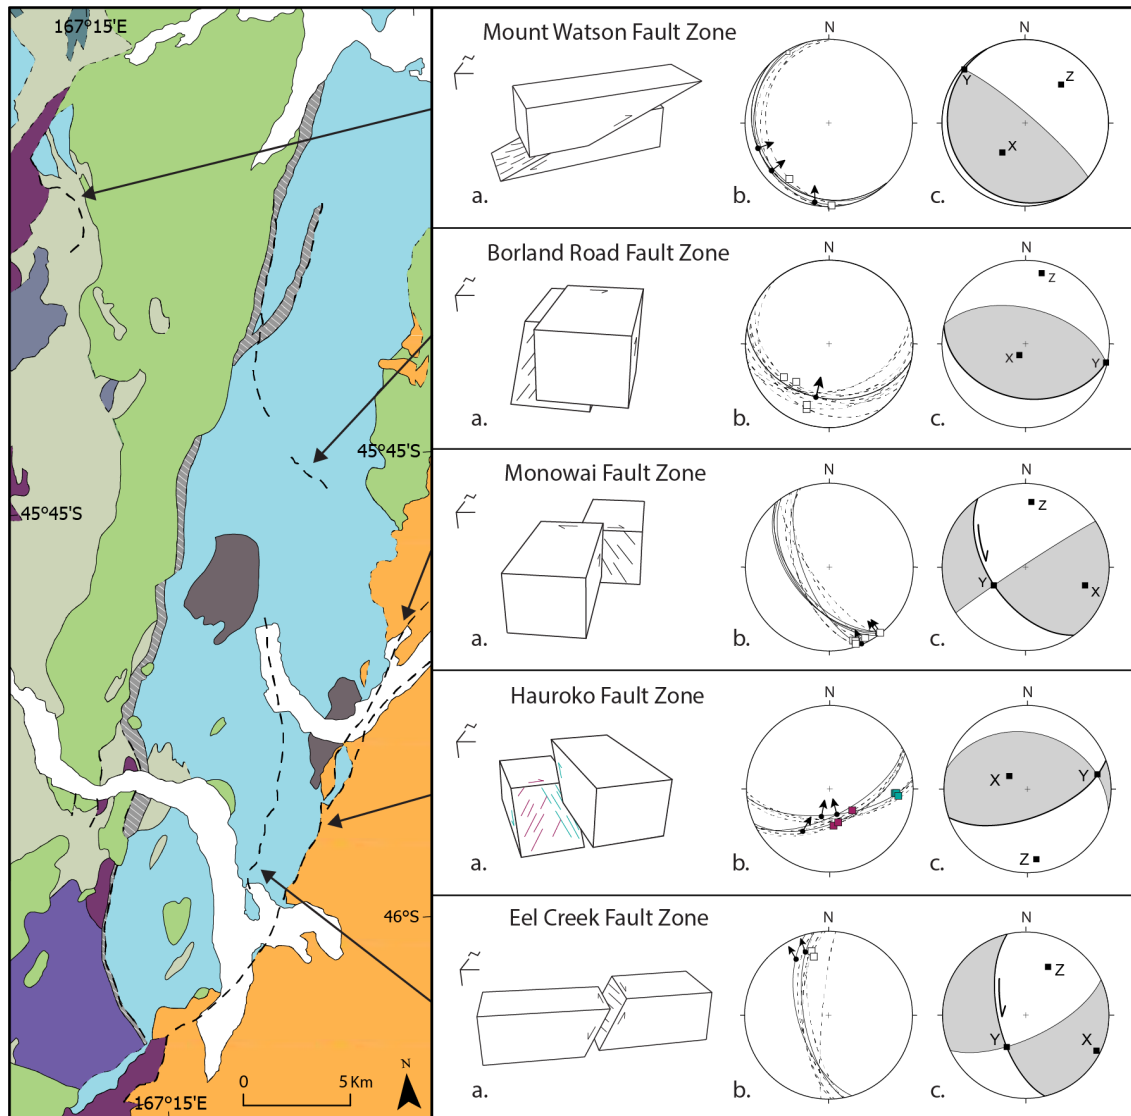 167°15'E
45°45'S
45°45'S
46°S
167°15'E
0
5 Km
N
Mount Watson Fault Zone
~
a.
N
b.
N
Y
Z
X
c.
Borland Road Fault Zone
~
a.
N
b.
N
Z
X
Y
c.
Monowai Fault Zone
~
a.
N
b.
N
Z
Y
X
c.
Hauroko Fault Zone
~
a.
N
b.
N
X
Y
Z
c.
Eel Creek Fault Zone
~
a.
N
b.
N
Z
Y
X
c.